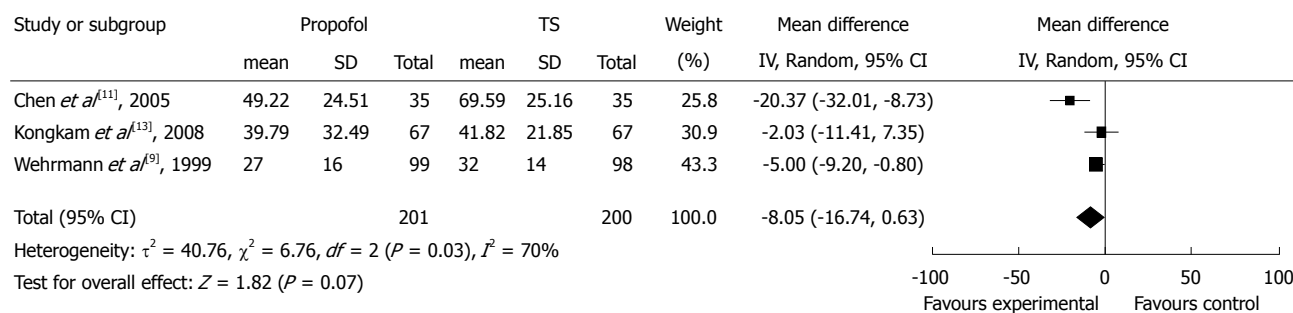 Study or subgroup Propofol TS Weight Mean difference Mean difference
mean SD Total mean SD Total (%) IV, Random, 95% CI IV, Random, 95% CI
Chen et al[11], 2005 49.22 24.51 35 69.59 25.16 35 25.8 -20.37 (-32.01, -8.73)
Kongkam et al[13], 2008 39.79 32.49 67 41.82 21.85 67 30.9 -2.03 (-11.41, 7.35)
Wehrmann et al[9], 1999 27 16 99 32 14 98 43.3 -5.00 (-9.20, -0.80)
Total (95% CI) 201 200 100.0 -8.05 (-16.74, 0.63)
Heterogeneity: τ² = 40.76, χ² = 6.76, df = 2 (P = 0.03), I² = 70%
Test for overall effect: Z = 1.82 (P = 0.07)
-100 -50 0 50 100
Favours experimental Favours control